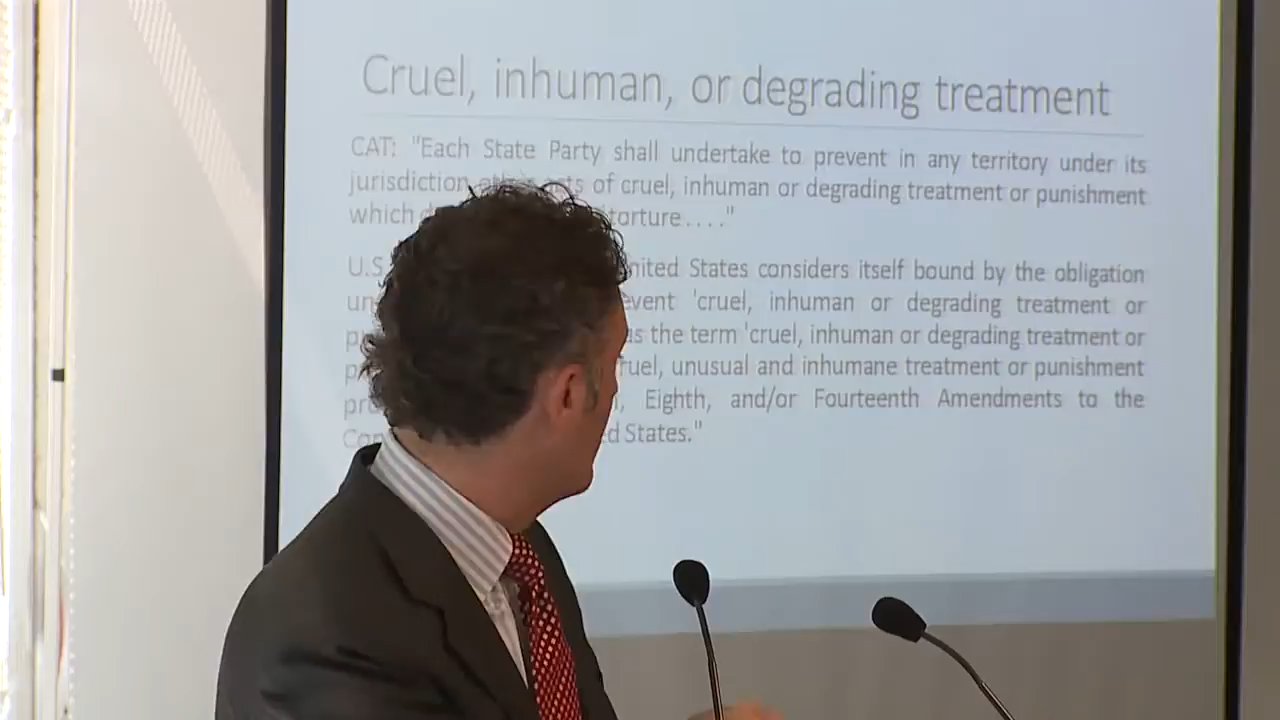 Cruel, inhuman, or degrading treatment
CAT: "Each State Party shall undertake to prevent in any territory under its
jurisdiction other acts of cruel, inhuman or degrading treatment or punishment
which torture . . . ."
U.S. States considers itself bound by the obligation
'cruel, inhuman or degrading treatment or
the term 'cruel, inhuman or degrading treatment or
unusual and inhumane treatment or punishment
Eighth, and/or Fourteenth Amendments to the
States."